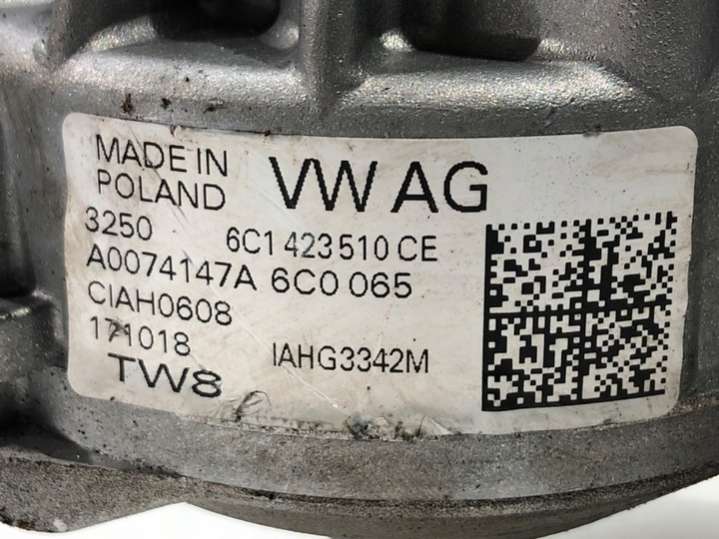 MADE IN
POLAND
VW AG
3250 6C1 423 510 CE
A0074147A 6C0 065
CIAH0608
171018 IAHG3342M
TW8